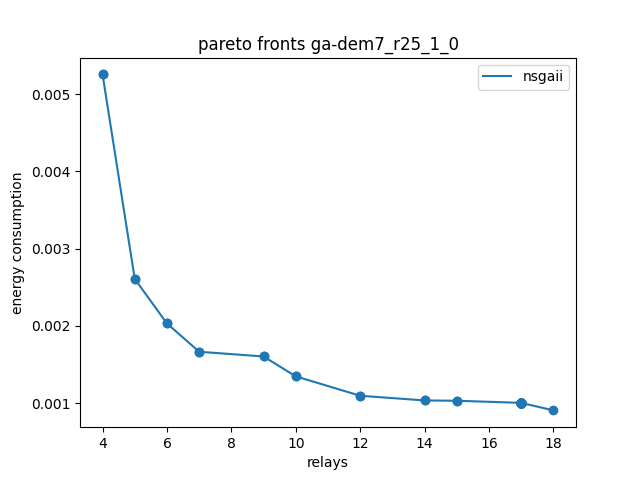 pareto fronts ga-dem7_r25_1_0
nsgaii
energy consumption
0.005
0.004
0.003
0.002
0.001
4 6 8 10 12 14 16 18
relays